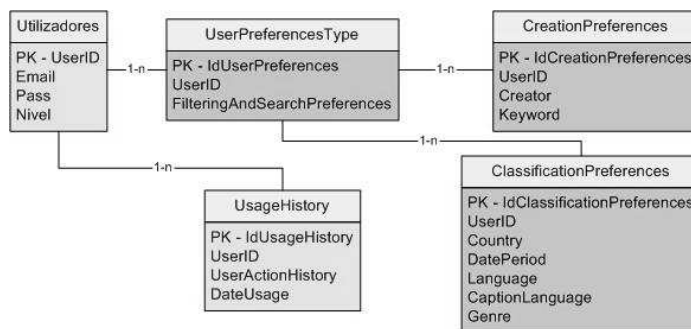 Utilizadores
PK - UserID
Email
Pass
Nivel
1-n
UserPreferencesType
PK - IdUserPreferences
UserID
FilteringAndSearchPreferences
1-n
CreationPreferences
PK - IdCreationPreferences
UserID
Creator
Keyword
1-n
1-n
UsageHistory
PK - IdUsageHistory
UserID
UserActionHistory
DateUsage
ClassificationPreferences
PK - IdClassificationPreferences
UserID
Country
DatePeriod
Language
CaptionLanguage
Genre